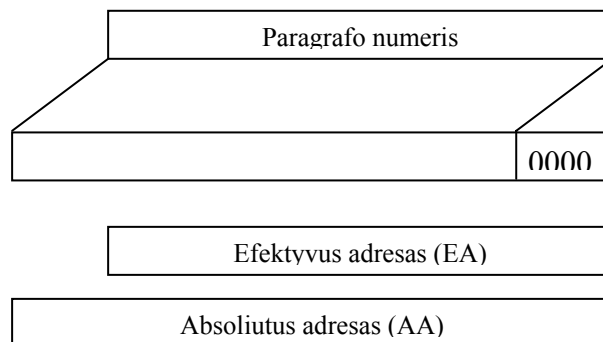 Paragrafo numeris
0000
Efektyvus adresas (EA)
Absoliutus adresas (AA)